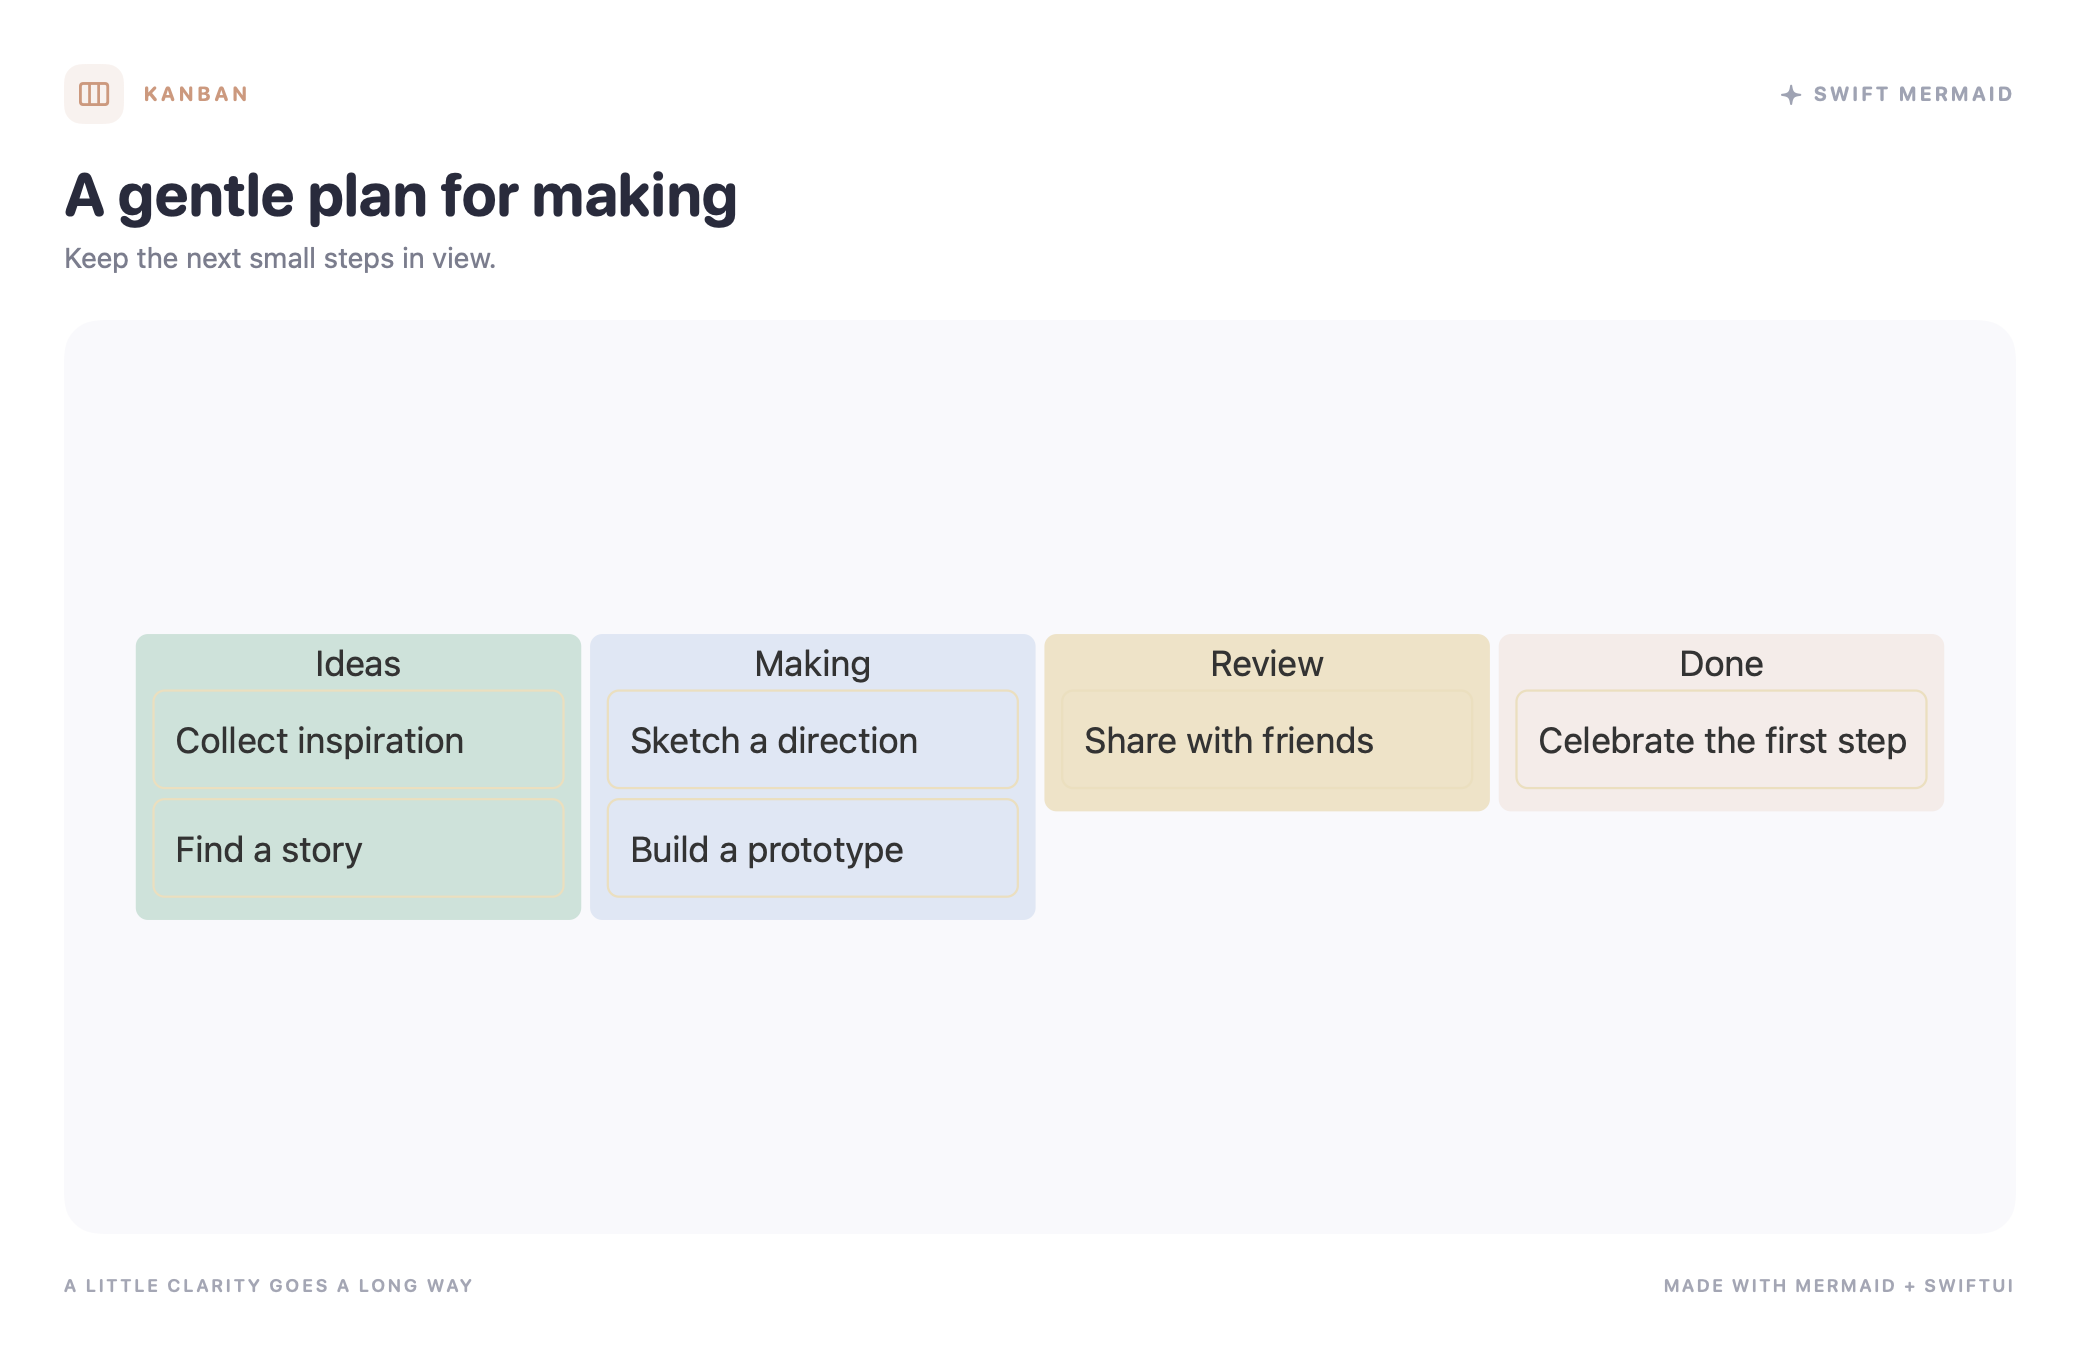 KANBAN
SWIFT MERMAID
A gentle plan for making
Keep the next small steps in view.
Ideas
Collect inspiration
Find a story
Making
Sketch a direction
Build a prototype
Review
Share with friends
Done
Celebrate the first step
A LITTLE CLARITY GOES A LONG WAY
MADE WITH MERMAID + SWIFTUI